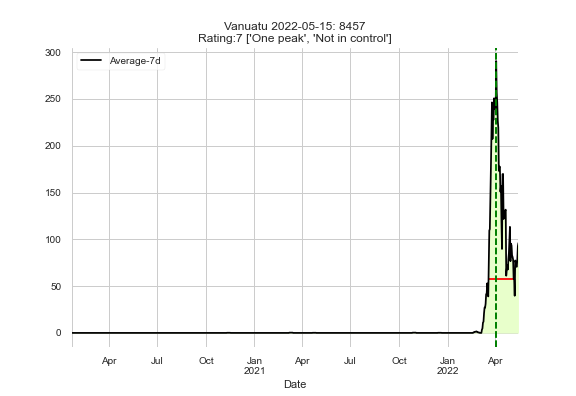 Vanuatu 2022-05-15: 8457
Rating:7 ['One peak', 'Not in control']
Average-7d
300
250
200
150
100
50
0
Apr Jul Oct Jan Apr Jul Oct Jan Apr
2021 2022
Date